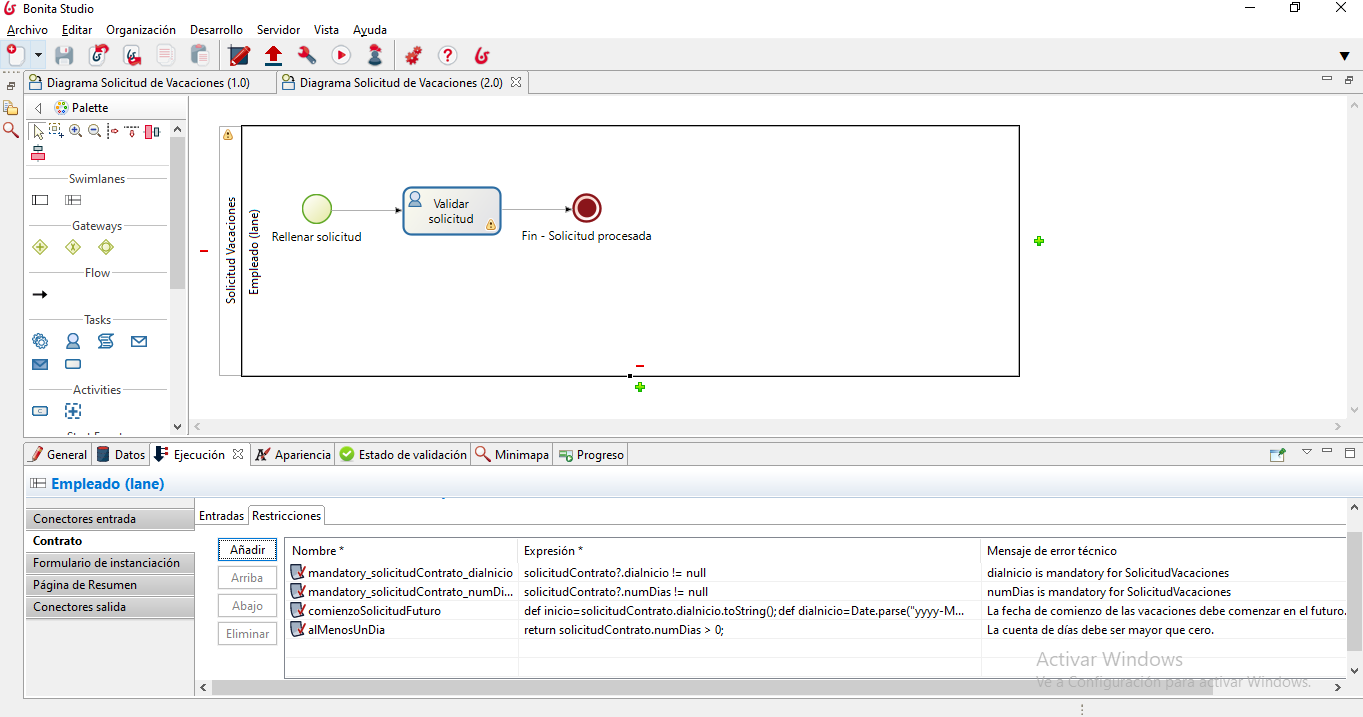 Bonita Studio
Archivo Editar Organización Desarrollo Servidor Vista Ayuda
Diagrama Solicitud de Vacaciones (1.0) Diagrama Solicitud de Vacaciones (2.0)
Palette
Swimlanes
Gateways
Flow
Tasks
Activities
Solicitud Vacaciones
Empleado (lane)
Rellenar solicitud
Validar
solicitud
Fin - Solicitud procesada
General Datos Ejecución Apariencia Estado de validación Minimapa Progreso
Empleado (lane)
Conectores entrada
Contrato
Formulario de instanciación
Página de Resumen
Conectores salida
Entradas Restricciones
Añadir
Arriba
Abajo
Eliminar
Nombre * Expresión * Mensaje de error técnico
mandatory_solicitudContrato_diaInicio solicitudContrato?.diaInicio != null diaInicio is mandatory for SolicitudVacaciones
mandatory_solicitudContrato_numDi... solicitudContrato?.numDias != null numDias is mandatory for SolicitudVacaciones
comienzoSolicitudFuturo def inicio=solicitudContrato.diaInicio.toString(); def diaInicio=Date.parse("yyyy-M... La fecha de comienzo de las vacaciones debe comenzar en el futuro.
alMenosUnDia return solicitudContrato.numDias > 0; La cuenta de días debe ser mayor que cero.
Activar Windows
Ve a Configuración para activar Windows.